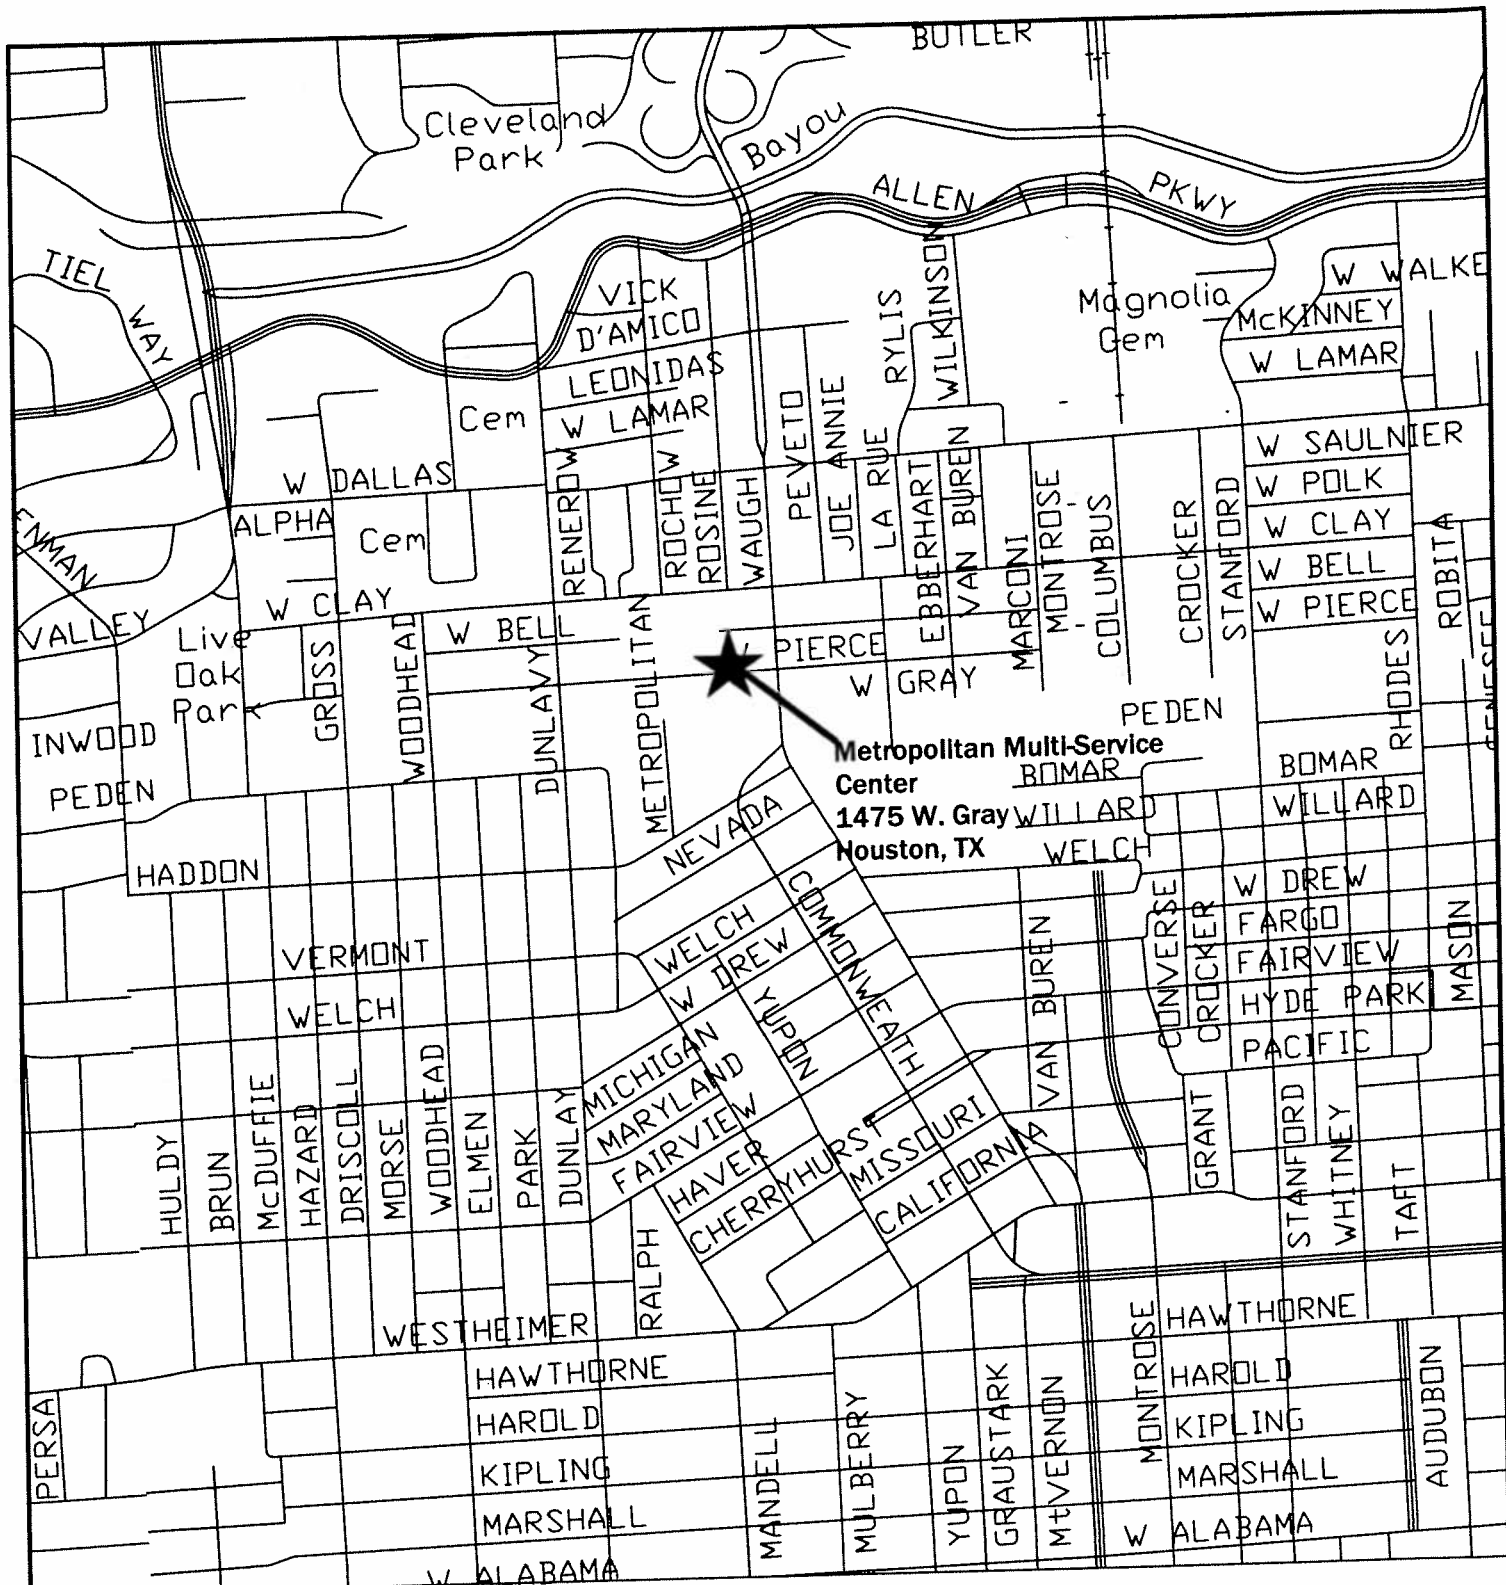 BUTLER
Cleveland
Park
Bayou
ALLEN
PKWY
TIEL
WAY
VICK
D'AMICO
LEONIDAS
W LAMAR
Cem
RYLIS
WILKINSON
Magnolia
Cem
W WALKE
McKINNEY
W LAMAR
W DALLAS
ALPHA
Cem
W CLAY
RENEROW
ROCHOW
ROSINE
WAUGH
PEVETO
JOE ANNIE
LA RUE
EBBERHART
VAN BUREN
MARCONI
MONTROSE
COLUMBUS
CROCKER
STANFORD
W SAULNIER
W POLK
W CLAY
W BELL
W PIERCE
ROBITA
RHODES
ENMAN
VALLEY
Live
Oak
Park
GROSS
WOODHEAD
W BELL
DUNLAVY
METROPOLITAN
PIERCE
W GRAY
PEDEN
INWOOD
PEDEN
Metropolitan Multi-Service
Center
1475 W. Gray
Houston, TX
BOMAR
WILLARD
WELCH
BOMAR
WILLARD
HADDON
NEVADA
VERMONT
WELCH
WELCH
W DREW
COMMONWEATH
YUPON
MICHIGAN
MARYLAND
FAIRVIEW
HAVER
CHERRYHURST
MISSOURI
CALIFORNIA
VAN BUREN
CONVERSE
CROCKER
W DREW
FARGO
FAIRVIEW
HYDE PARK
PACIFIC
MASON
HULDY
BRUN
McDUFFIE
HAZARD
DRISCOLL
MORSE
WOODHEAD
ELMEN
PARK
DUNLAY
RALPH
GRANT
STANFORD
WHITNEY
TAFT
WESTHEIMER
HAWTHORNE
HAROLD
KIPLING
MARSHALL
W ALABAMA
PERSA
MANDELL
MULBERRY
YUPON
GRAUSTARK
MtVERNON
MONTROSE
HAWTHORNE
HAROLD
KIPLING
MARSHALL
W ALABAMA
AUDUBON